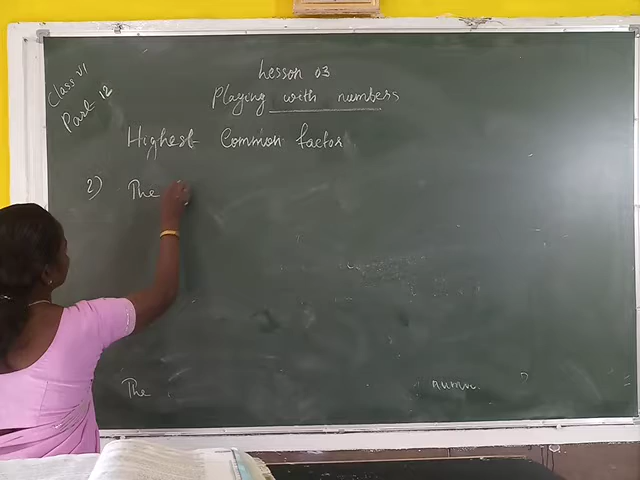 Class VI
Part 12
Lesson 03
Playing with numbers
Highest Common factor
2) The
The